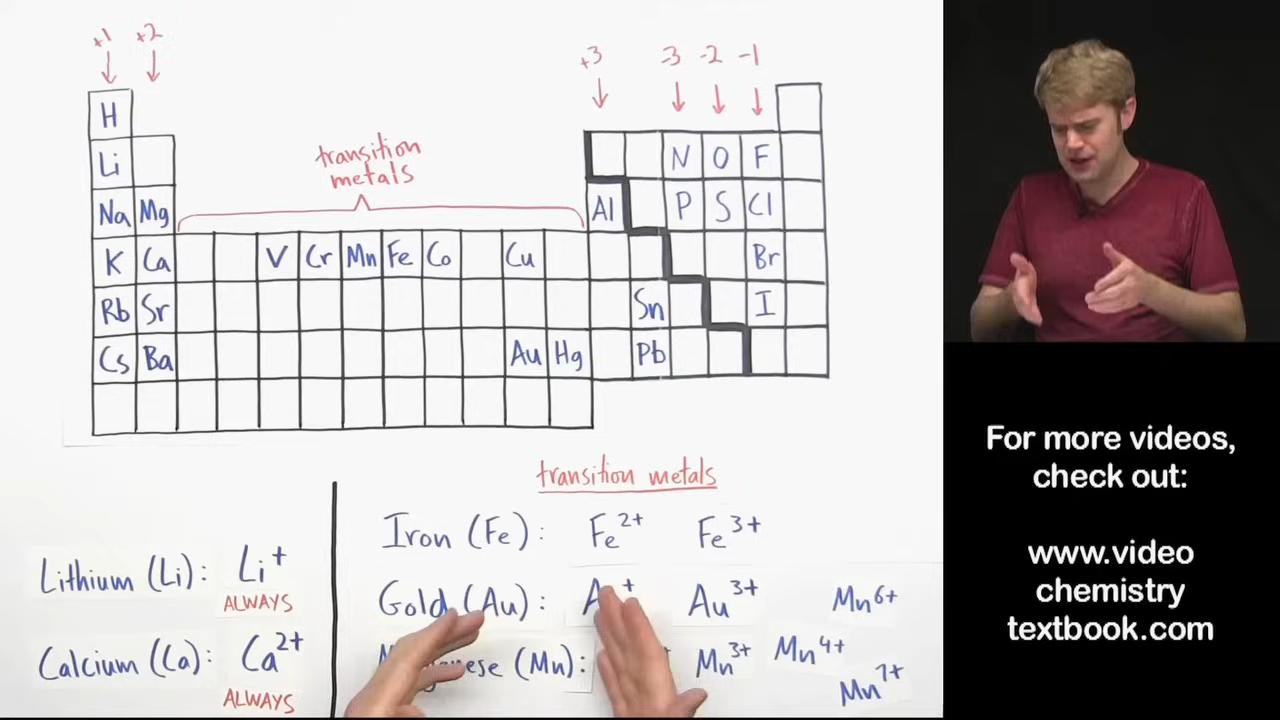 +1 +2
+3 -3 -2 -1
H
transition
metals
Li N O F
Na Mg Al P S Cl
K Ca V Cr Mn Fe Co Cu Br
Rb Sr Sn I
Cs Ba Au Hg Pb
Lithium (Li): Li+
ALWAYS
Calcium (Ca): Ca2+
ALWAYS
transition metals
Iron (Fe): Fe2+ Fe3+
Gold (Au): Au3+ Mn6+
(Mn): Mn3+ Mn4+
Mn7+
For more videos,
check out:
www.video
chemistry
textbook.com